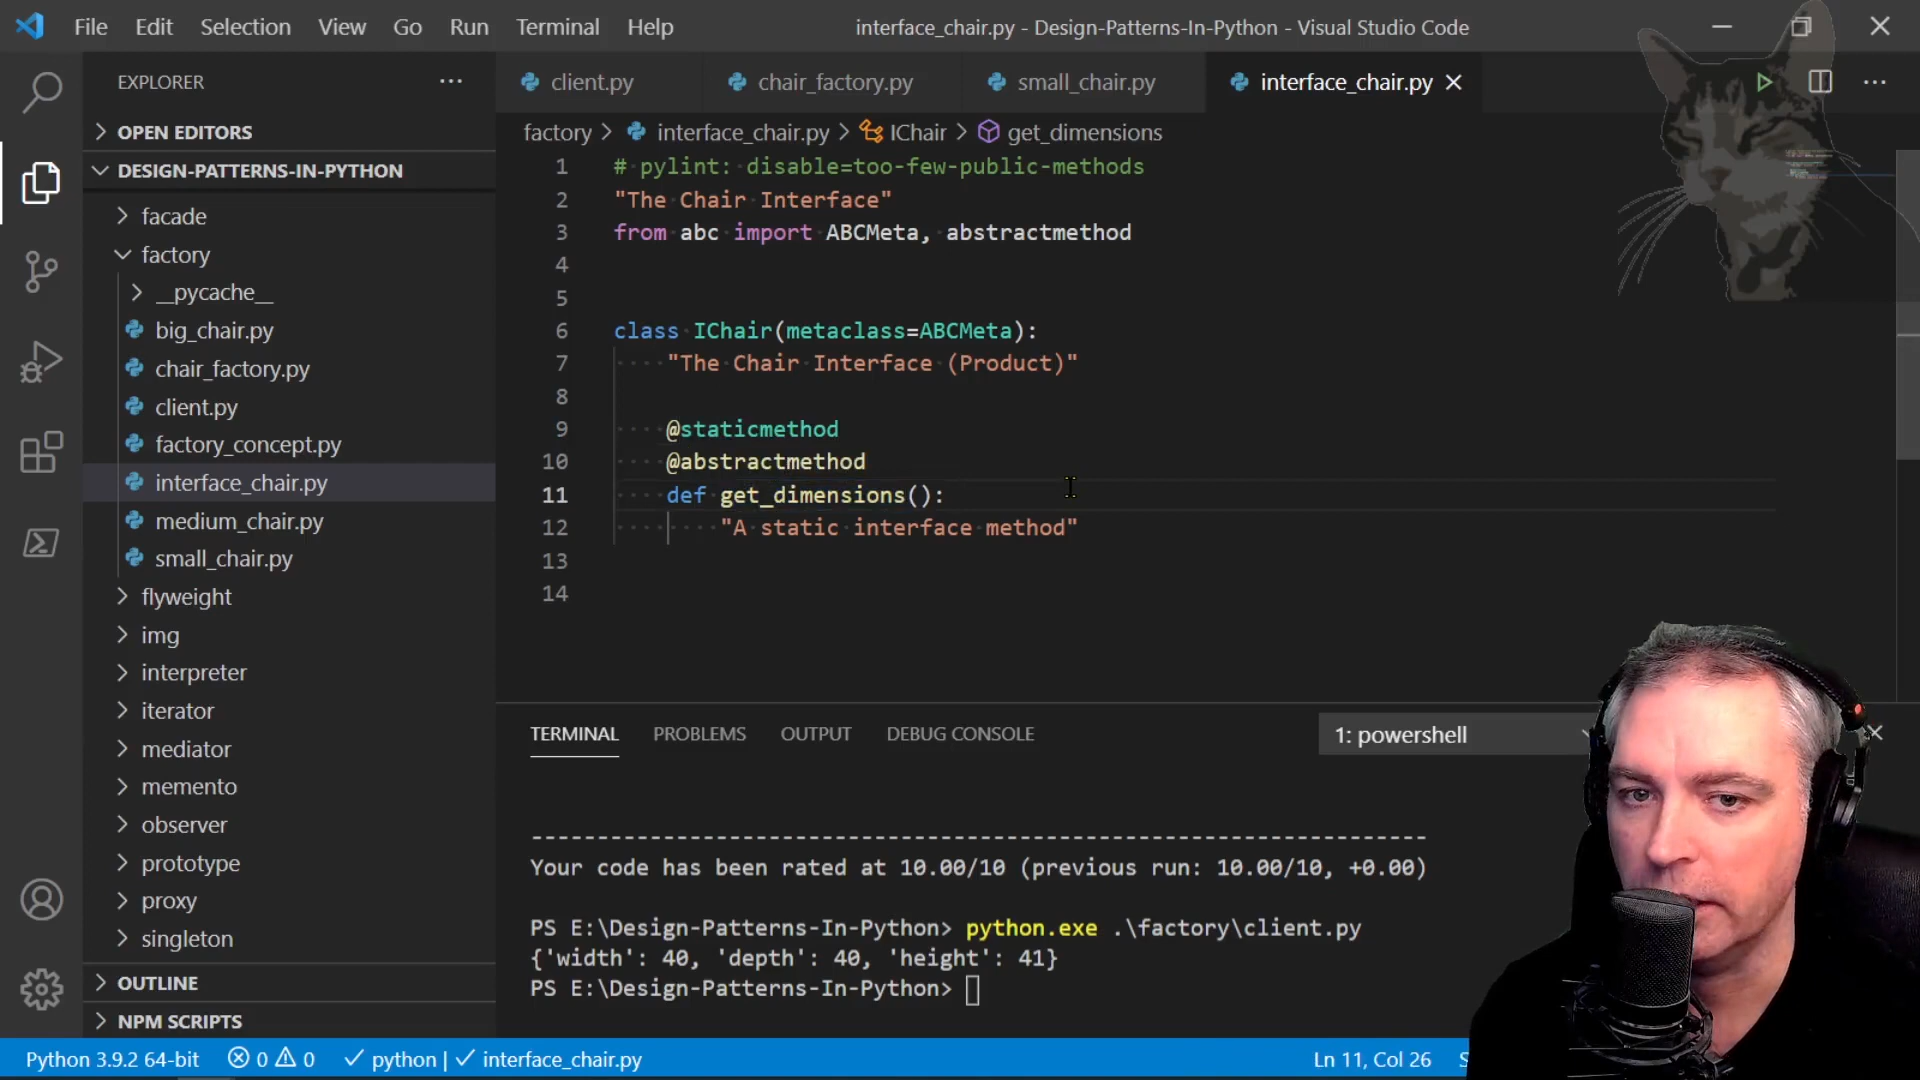 File Edit Selection View Go Run Terminal Help
interface_chair.py - Design-Patterns-In-Python - Visual Studio Code
EXPLORER
OPEN EDITORS
DESIGN-PATTERNS-IN-PYTHON
facade
factory
__pycache__
big_chair.py
chair_factory.py
client.py
factory_concept.py
interface_chair.py
medium_chair.py
small_chair.py
flyweight
img
interpreter
iterator
mediator
memento
observer
prototype
proxy
singleton
OUTLINE
NPM SCRIPTS
client.py chair_factory.py small_chair.py interface_chair.py
factory > interface_chair.py > IChair > get_dimensions
1 # pylint: disable=too-few-public-methods
2 "The Chair Interface"
3 from abc import ABCMeta, abstractmethod
4
5
6 class IChair(metaclass=ABCMeta):
7 "The Chair Interface (Product)"
8
9 @staticmethod
10 @abstractmethod
11 def get_dimensions():
12 "A static interface method"
13
14
TERMINAL PROBLEMS OUTPUT DEBUG CONSOLE
1: powershell
--------------------------------------------------------------------
Your code has been rated at 10.00/10 (previous run: 10.00/10, +0.00)
PS E:\Design-Patterns-In-Python> python.exe .\factory\client.py
{'width': 40, 'depth': 40, 'height': 41}
PS E:\Design-Patterns-In-Python>
Python 3.9.2 64-bit 0 0 python | interface_chair.py
Ln 11, Col 26